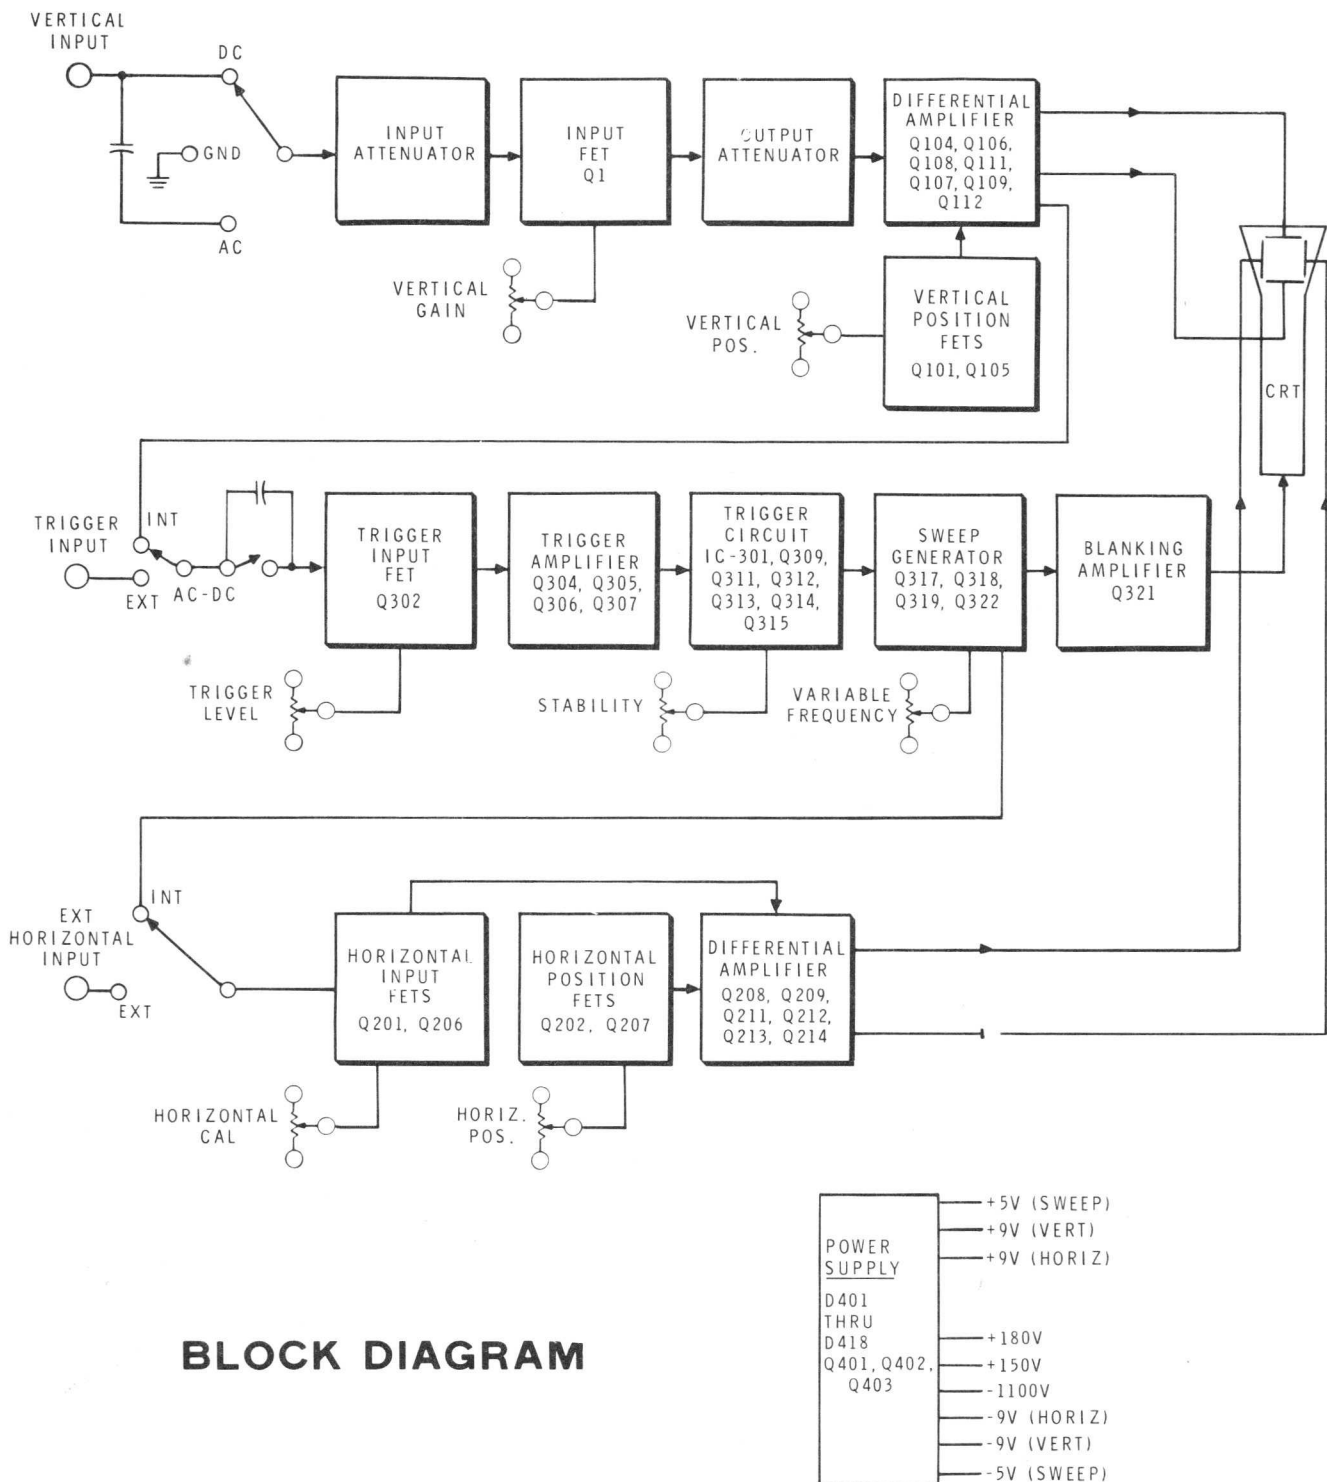 VERTICAL
INPUT
DC
GND
AC
INPUT
ATTENUATOR
INPUT
FET
Q1
OUTPUT
ATTENUATOR
DIFFERENTIAL
AMPLIFIER
Q104, Q106,
Q108, Q111,
Q107, Q109,
Q112
VERTICAL
GAIN
VERTICAL
POS.
VERTICAL
POSITION
FETS
Q101, Q105
CRT
TRIGGER
INPUT
INT
EXT
AC-DC
TRIGGER
INPUT
FET
Q302
TRIGGER
AMPLIFIER
Q304, Q305,
Q306, Q307
TRIGGER
CIRCUIT
IC-301, Q309,
Q311, Q312,
Q313, Q314,
Q315
SWEEP
GENERATOR
Q317, Q318,
Q319, Q322
BLANKING
AMPLIFIER
Q321
TRIGGER
LEVEL
STABILITY
VARIABLE
FREQUENCY
EXT
HORIZONTAL
INPUT
INT
EXT
HORIZONTAL
INPUT
FETS
Q201, Q206
HORIZONTAL
POSITION
FETS
Q202, Q207
DIFFERENTIAL
AMPLIFIER
Q208, Q209,
Q211, Q212,
Q213, Q214
HORIZONTAL
CAL
HORIZ.
POS.
POWER
SUPPLY
D401
THRU
D418
Q401, Q402,
Q403
+5V (SWEEP)
+9V (VERT)
+9V (HORIZ)
+180V
+150V
-1100V
-9V (HORIZ)
-9V (VERT)
-5V (SWEEP)
BLOCK DIAGRAM